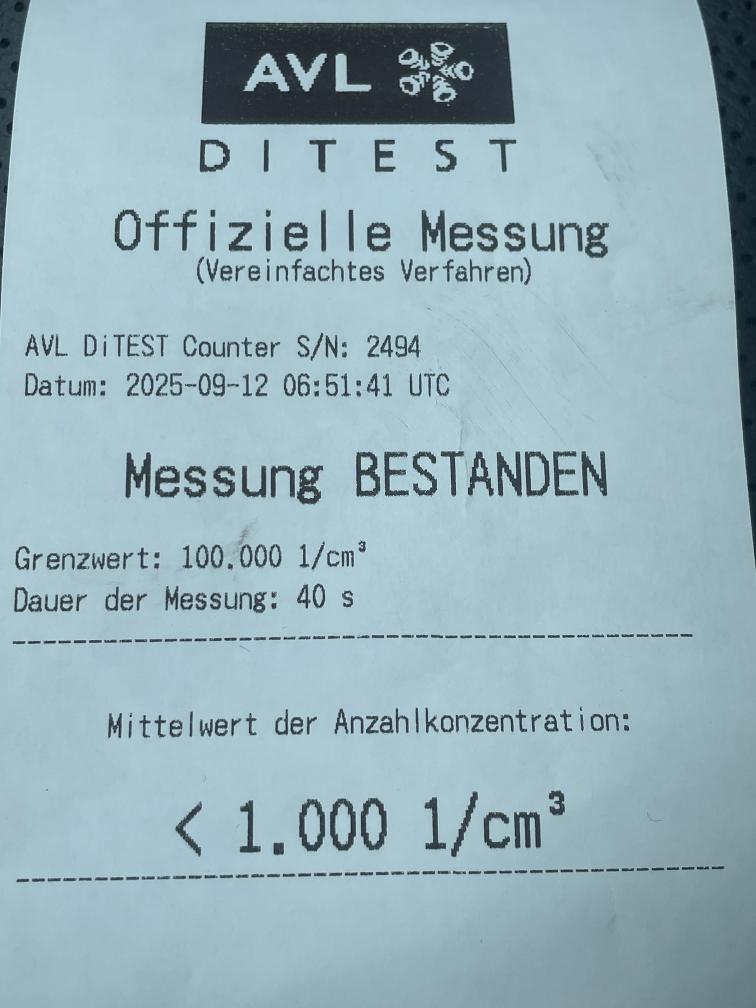 AVL
DITEST
Offizielle Messung
(Vereinfachtes Verfahren)
AVL DiTEST Counter S/N: 2494
Datum: 2025-09-12 06:51:41 UTC
Messung BESTANDEN
Grenzwert: 100.000 1/cm³
Dauer der Messung: 40 s
Mittelwert der Anzahlkonzentration:
< 1.000 1/cm³